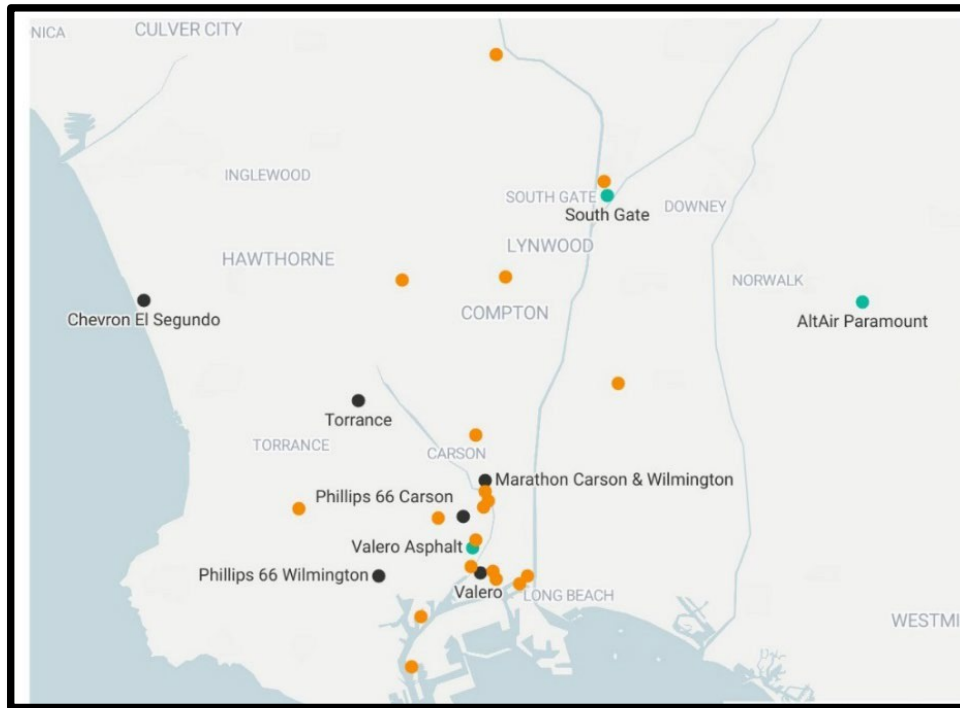 NICA
CULVER CITY
INGLEWOOD
SOUTH GATE
DOWNEY
South Gate
LYNWOOD
HAWTHORNE
NORWALK
COMPTON
Chevron El Segundo
AltAir Paramount
Torrance
TORRANCE
CARSON
Marathon Carson & Wilmington
Phillips 66 Carson
Valero Asphalt
Phillips 66 Wilmington
Valero
LONG BEACH
WESTMI